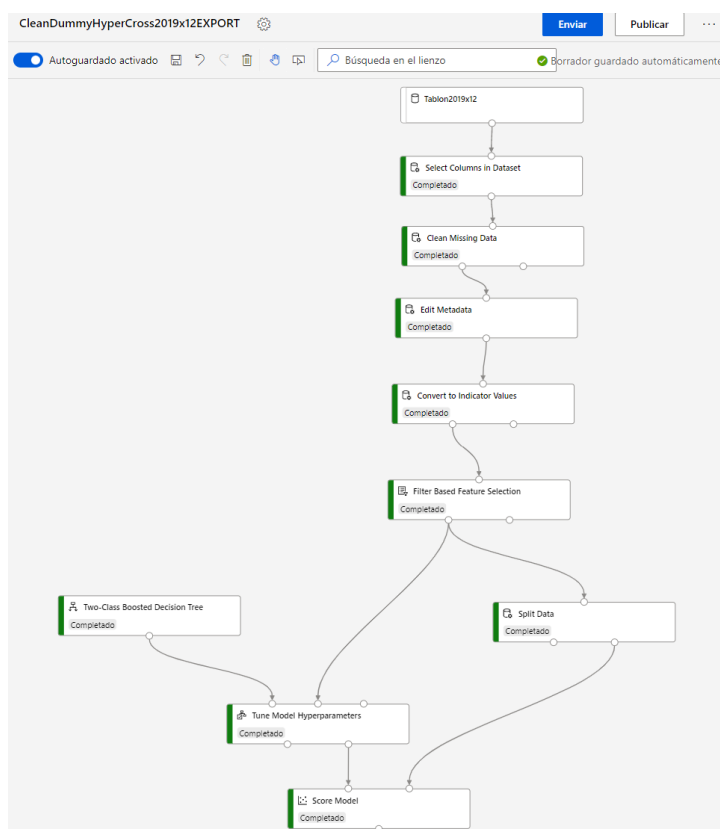 CleanDummyHyperCross2019x12EXPORT
Enviar
Publicar
...
Autoguardado activado
Búsqueda en el lienzo
Borrador guardado automáticamente
Tablon2019x12
Select Columns in Dataset
Completado
Clean Missing Data
Completado
Edit Metadata
Completado
Convert to Indicator Values
Completado
Filter Based Feature Selection
Completado
Two-Class Boosted Decision Tree
Completado
Split Data
Completado
Tune Model Hyperparameters
Completado
Score Model
Completado